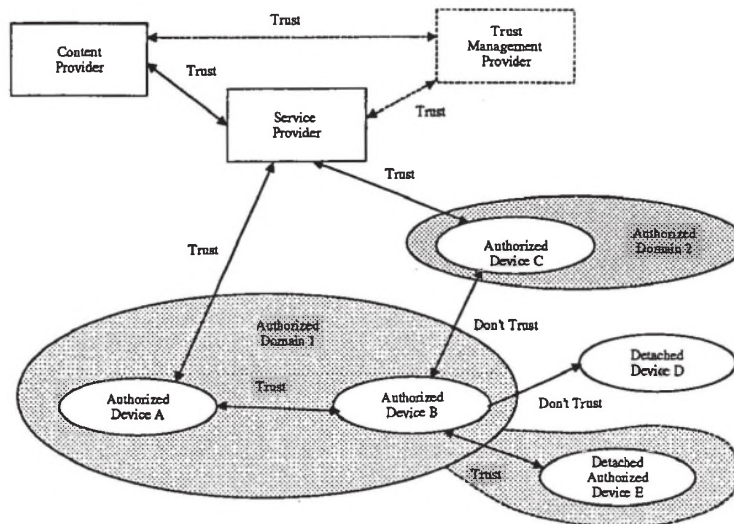 Trust
Content
Provider
Trust
Management
Provider
Trust
Trust
Service
Provider
Trust
Trust
Authorized
Device C
Authorized
Domain 2
Authorized
Domain 1
Don't Trust
Detached
Device D
Trust
Authorized
Device A
Authorized
Device B
Don't Trust
Trust
Detached
Authorized
Device E